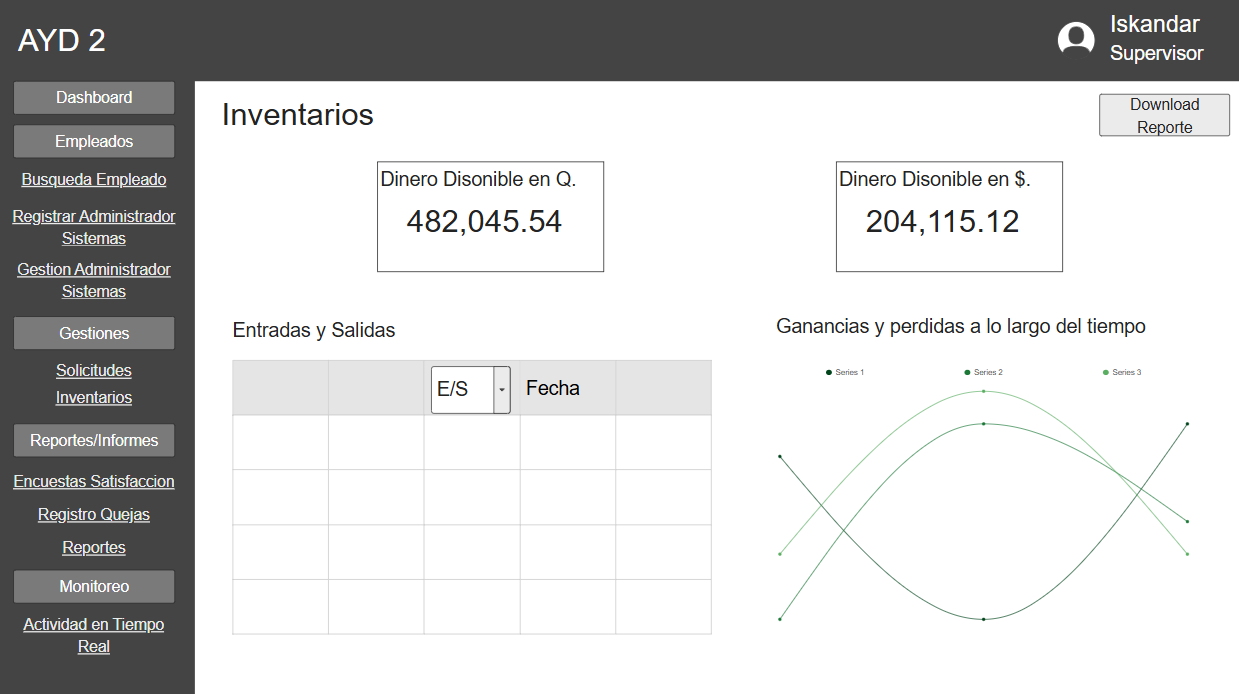 AYD 2
Iskandar
Supervisor
Dashboard
Empleados
Busqueda Empleado
Registrar Administrador
Sistemas
Gestion Administrador
Sistemas
Gestiones
Solicitudes
Inventarios
Reportes/Informes
Encuestas Satisfaccion
Registro Quejas
Reportes
Monitoreo
Actividad en Tiempo
Real
Inventarios
Download
Reporte
Dinero Disonible en Q.
482,045.54
Dinero Disonible en $.
204,115.12
Entradas y Salidas
E/S
Fecha
Ganancias y perdidas a lo largo del tiempo
Series 1
Series 2
Series 3